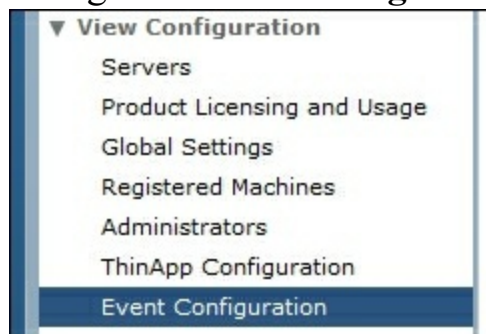 ▼ View Configuration
Servers
Product Licensing and Usage
Global Settings
Registered Machines
Administrators
ThinApp Configuration
Event Configuration